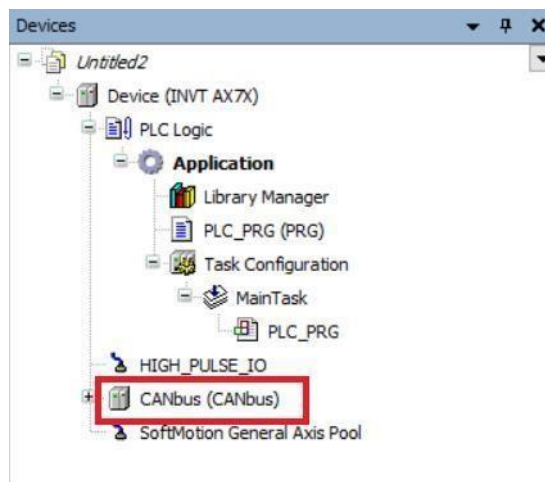 Devices
Untitled2
Device (INVT AX7X)
PLC Logic
Application
Library Manager
PLC_PRG (PRG)
Task Configuration
MainTask
PLC_PRG
HIGH_PULSE_IO
CANbus (CANbus)
SoftMotion General Axis Pool